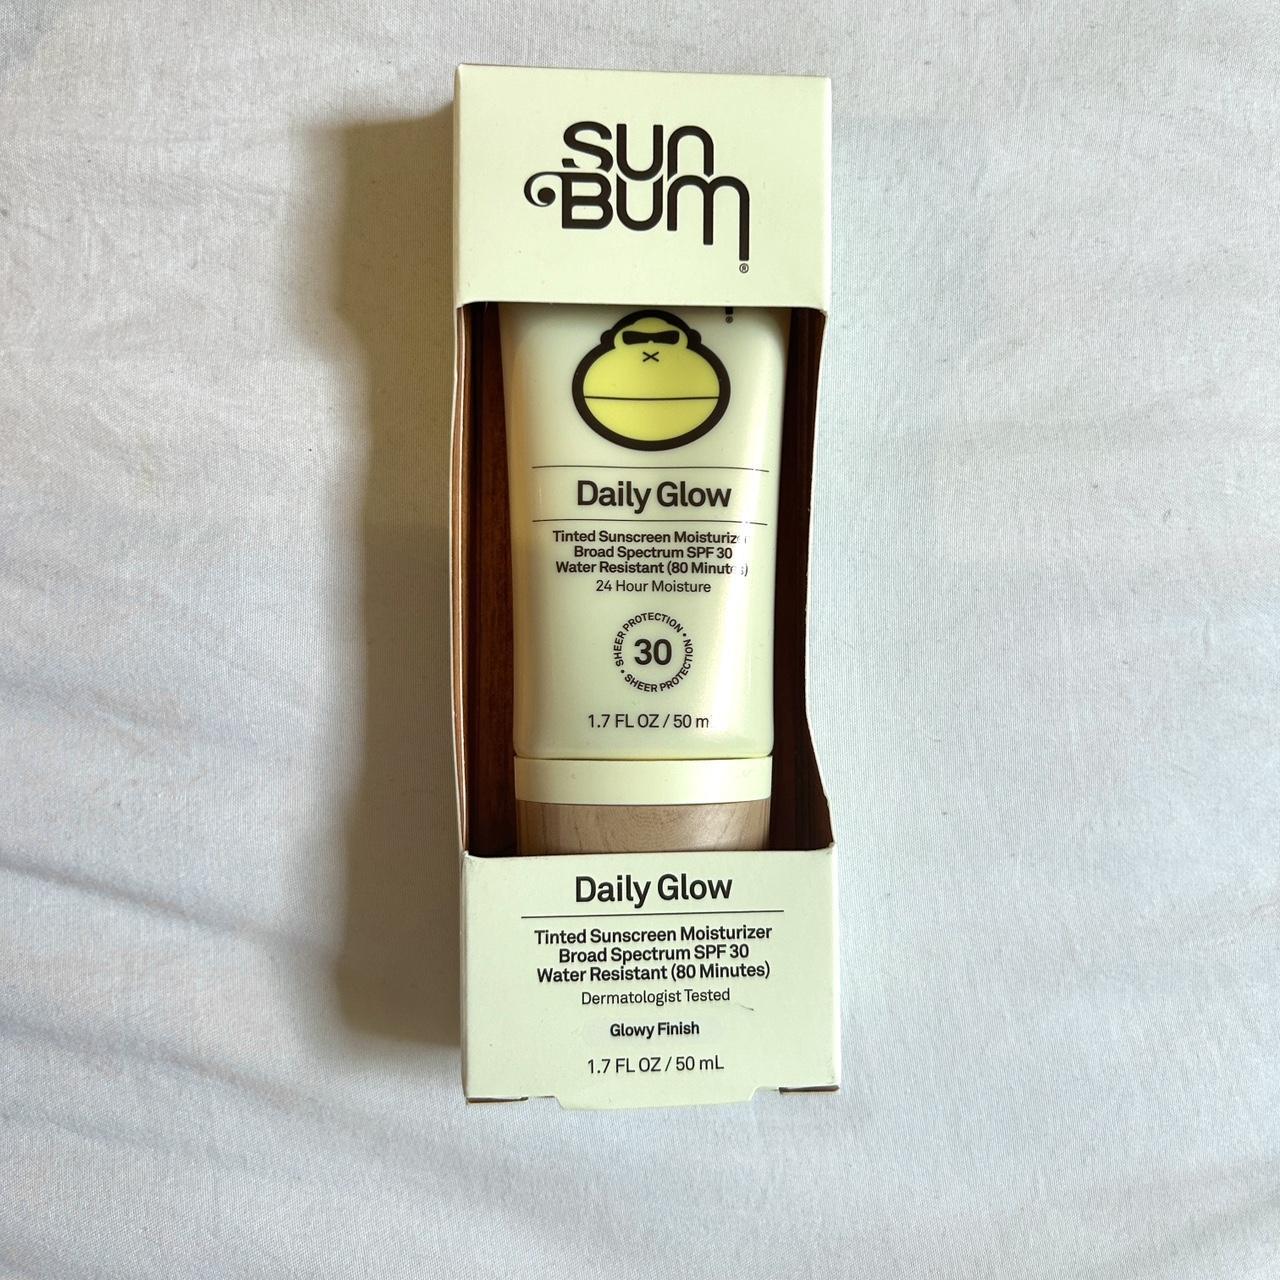 Sun
Bum
®
®
Daily Glow
Tinted Sunscreen Moisturizer
Broad Spectrum SPF 30
Water Resistant (80 Minutes)
24 Hour Moisture
SHEER PROTECTION • SHEER PROTECTION •
30
1.7 FL OZ / 50 m
Daily Glow
Tinted Sunscreen Moisturizer
Broad Spectrum SPF 30
Water Resistant (80 Minutes)
Dermatologist Tested
Glowy Finish
1.7 FL OZ / 50 mL